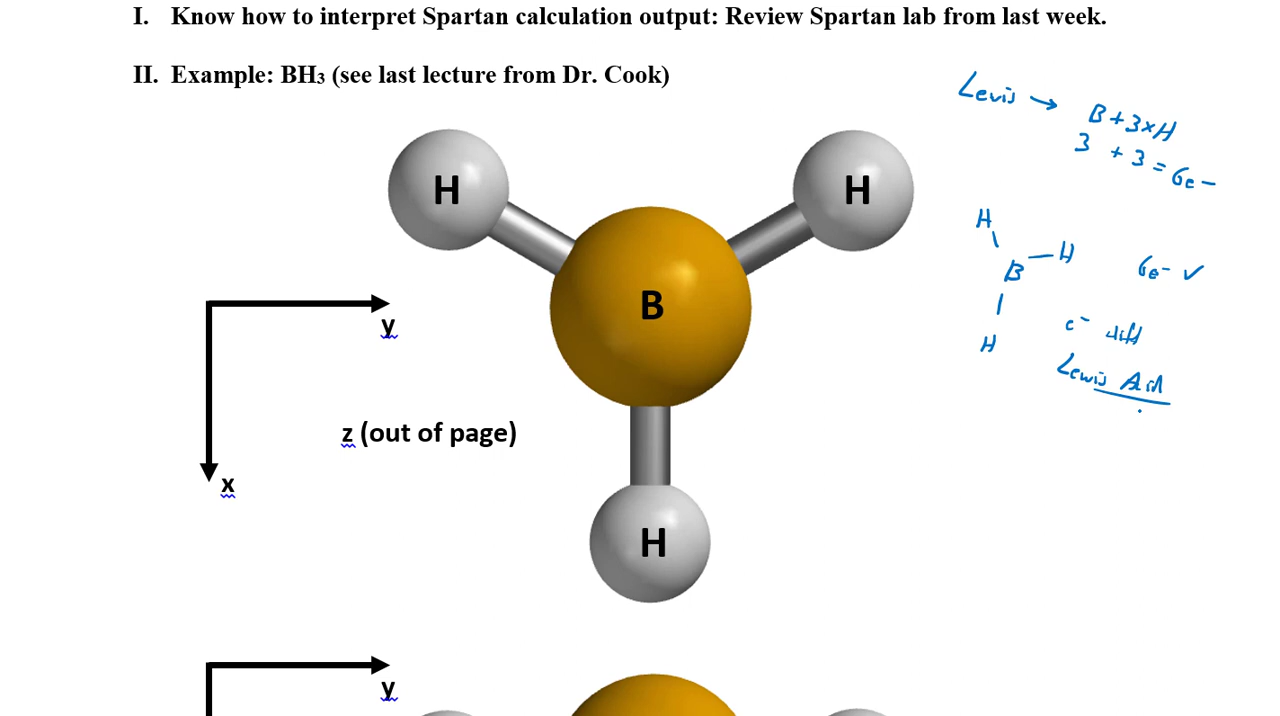 I. Know how to interpret Spartan calculation output: Review Spartan lab from last week.
II. Example: BH₃ (see last lecture from Dr. Cook)
Lewis →
B+3xH
3 + 3 = 6e-
H
H
B
H
y
z (out of page)
x
H
B – H
H
6e- ✓
e- diff
Lewis Acid
y